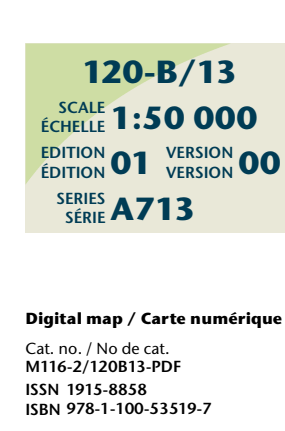 120-B/13
SCALE
ÉCHELLE 1:50 000
EDITION
ÉDITION 01 VERSION
VERSION 00
SERIES
SÉRIE A713
Digital map / Carte numérique
Cat. no. / No de cat.
M116-2/120B13-PDF
ISSN 1915-8858
ISBN 978-1-100-53519-7